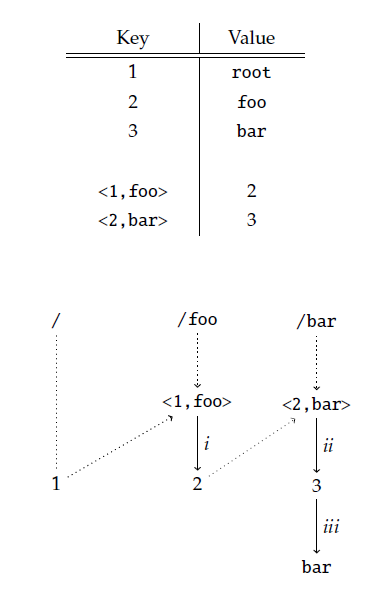 Key Value
1 root
2 foo
3 bar
<1,foo> 2
<2,bar> 3
/ /foo /bar
<1,foo> <2,bar>
i ii
1 2 3
iii
bar